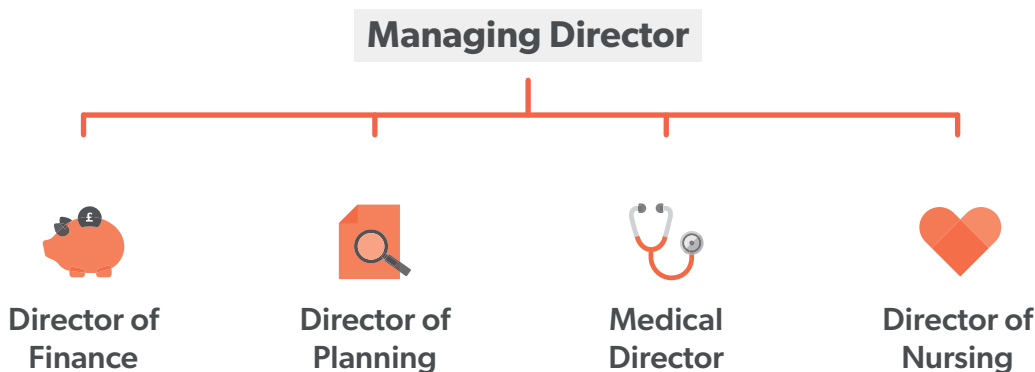 Managing Director
£
Director of
Finance
Director of
Planning
Medical
Director
Director of
Nursing